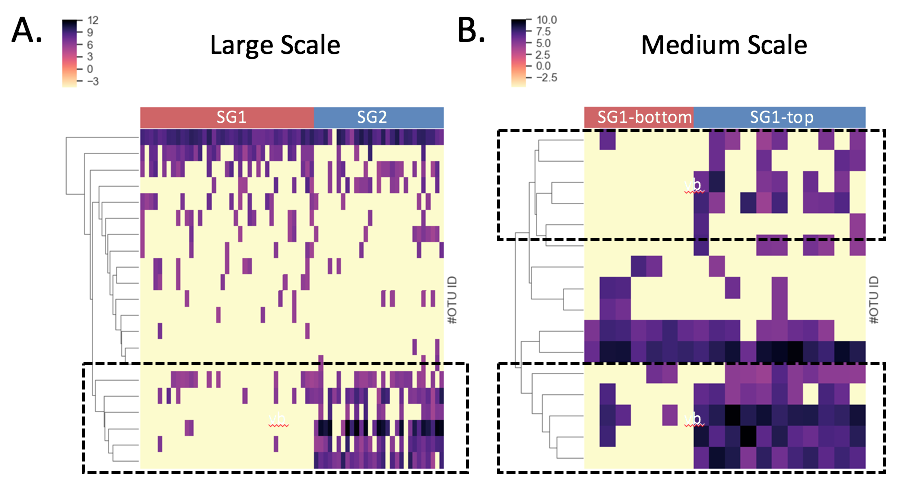 A.
Large Scale
12
9
6
3
0
−3
SG1
SG2
#OTU ID
B.
Medium Scale
10.0
7.5
5.0
2.5
0.0
−2.5
SG1-bottom
SG1-top
#OTU ID